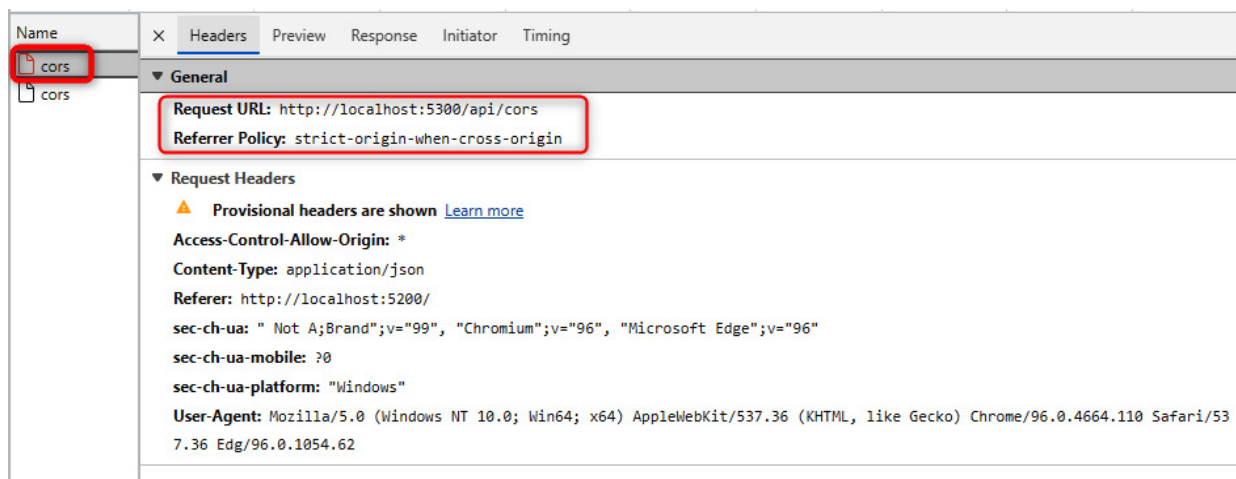 Name
× Headers Preview Response Initiator Timing
cors
▼ General
cors
Request URL: http://localhost:5300/api/cors
Referrer Policy: strict-origin-when-cross-origin
▼ Request Headers
Provisional headers are shown Learn more
Access-Control-Allow-Origin: *
Content-Type: application/json
Referer: http://localhost:5200/
sec-ch-ua: " Not A;Brand";v="99", "Chromium";v="96", "Microsoft Edge";v="96"
sec-ch-ua-mobile: ?0
sec-ch-ua-platform: "Windows"
User-Agent: Mozilla/5.0 (Windows NT 10.0; Win64; x64) AppleWebKit/537.36 (KHTML, like Gecko) Chrome/96.0.4664.110 Safari/53
7.36 Edg/96.0.1054.62